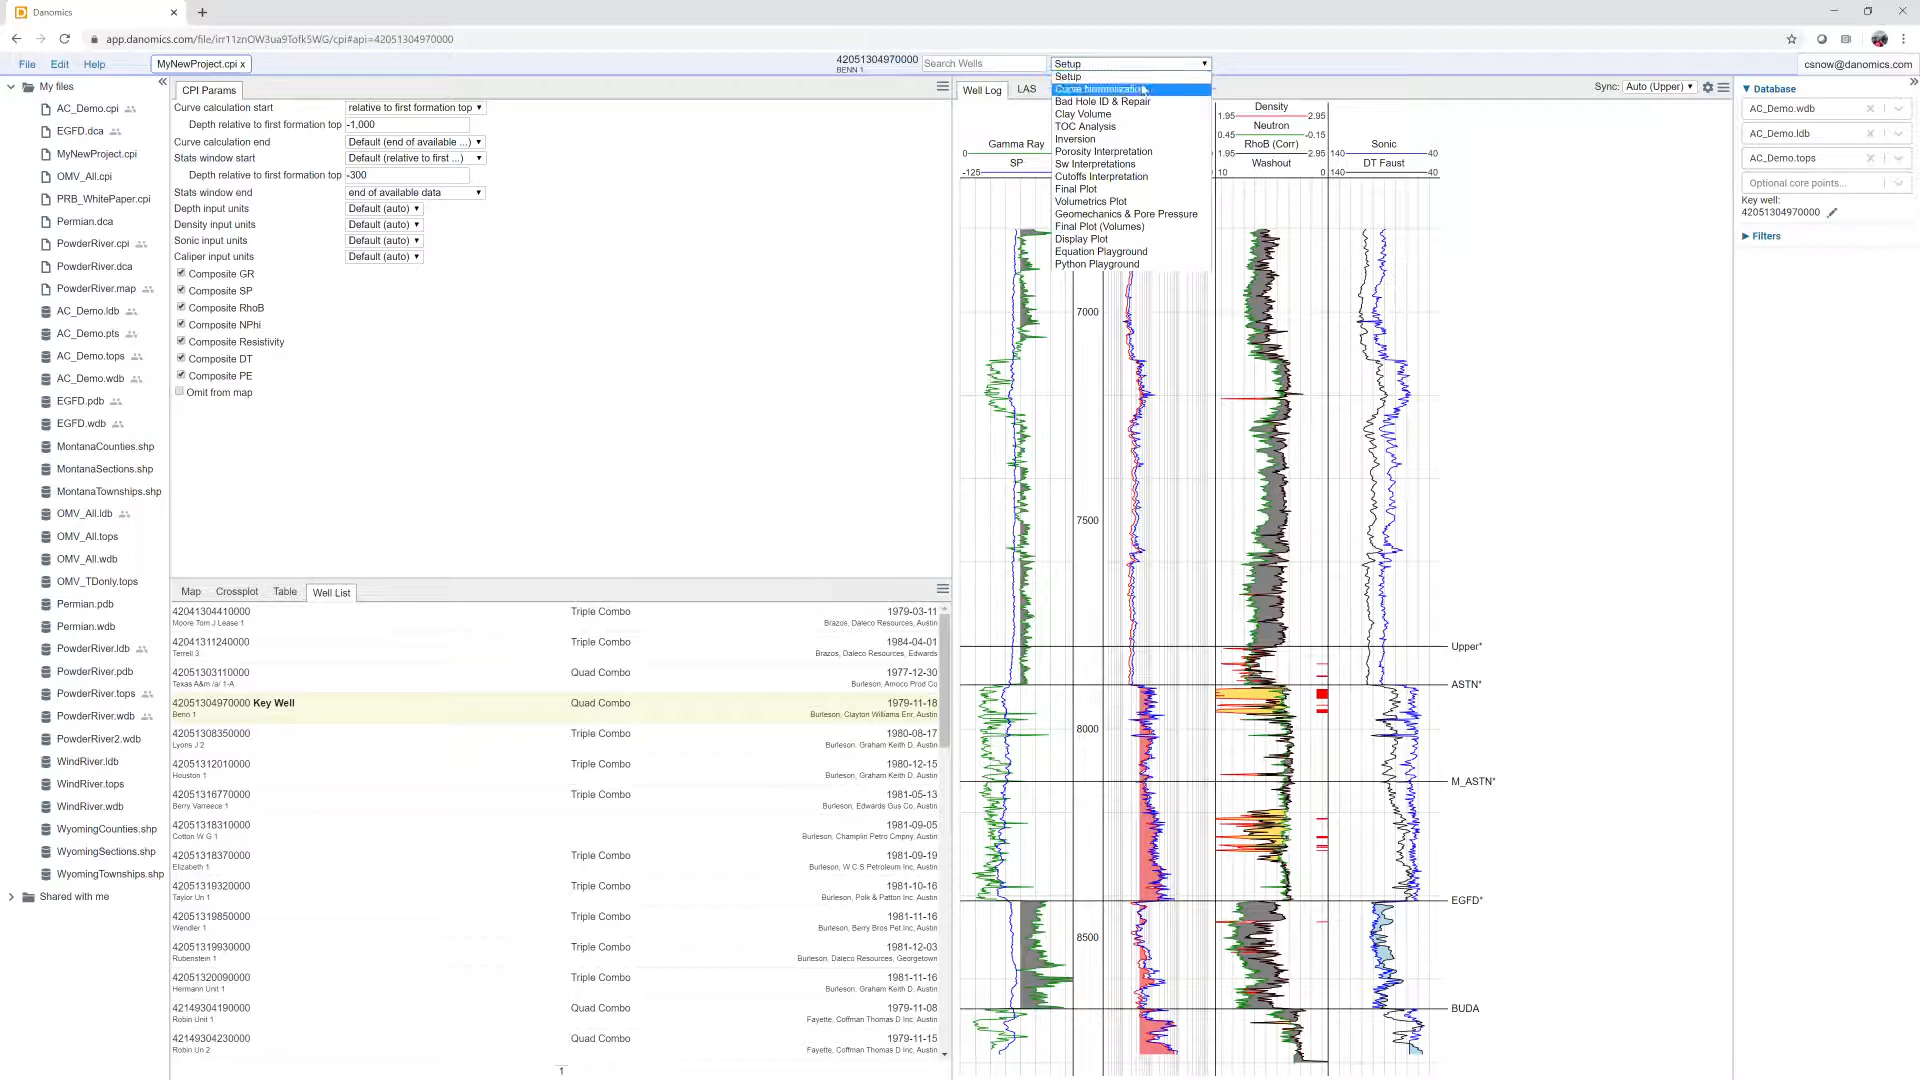 Danomics
app.danomics.com/file/irr11znOW3ua9Tofk5WG/cpi#api=42051304970000
File Edit Help
MyNewProject.cpi x
42051304970000
BENN 1
Search Wells
Setup
csnow@danomics.com
My files
AC_Demo.cpi
EGFD.dca
MyNewProject.cpi
OMV_All.cpi
PRB_WhitePaper.cpi
Permian.dca
PowderRiver.cpi
PowderRiver.dca
PowderRiver.map
AC_Demo.ldb
AC_Demo.pts
AC_Demo.tops
AC_Demo.wdb
EGFD.pdb
EGFD.wdb
MontanaCounties.shp
MontanaSections.shp
MontanaTownships.shp
OMV_All.ldb
OMV_All.tops
OMV_All.wdb
OMV_TDonly.tops
Permian.pdb
Permian.wdb
PowderRiver.ldb
PowderRiver.pdb
PowderRiver.tops
PowderRiver.wdb
PowderRiver2.wdb
WindRiver.ldb
WindRiver.tops
WindRiver.wdb
WyomingCounties.shp
WyomingSections.shp
WyomingTownships.shp
Shared with me
CPI Params
Curve calculation start relative to first formation top
Depth relative to first formation top -1,000
Curve calculation end Default (end of available ...)
Stats window start Default (relative to first ...)
Depth relative to first formation top -300
Stats window end end of available data
Depth input units Default (auto)
Density input units Default (auto)
Sonic input units Default (auto)
Caliper input units Default (auto)
Composite GR
Composite SP
Composite RhoB
Composite NPhi
Composite Resistivity
Composite DT
Composite PE
Omit from map
Map Crossplot Table Well List
42041304410000 Triple Combo 1979-03-11
Moore Tom J Lease 1 Brazos, Daleco Resources, Austin
42041311240000 Triple Combo 1984-04-01
Terrell 3 Brazos, Daleco Resources, Edwards
42051303110000 Quad Combo 1977-12-30
Texas A&m /a/ 1-A Burleson, Amoco Prod Co
42051304970000 Key Well Quad Combo 1979-11-18
Benn 1 Burleson, Clayton Williams Enr, Austin
42051308350000 Triple Combo 1980-08-17
Lyons J 2 Burleson, Graham Keith D, Austin
42051312010000 Triple Combo 1980-12-15
Houston 1 Burleson, Graham Keith D, Austin
42051316770000 Triple Combo 1981-05-13
Berry Varreece 1 Burleson, Edwards Gus Co, Austin
42051318310000 Triple Combo 1981-09-05
Cotton W G 1 Burleson, Champlin Petro Cmpny, Austin
42051318370000 Triple Combo 1981-09-19
Elizabeth 1 Burleson, W C S Petroleum Inc, Austin
42051319320000 Triple Combo 1981-10-16
Taylor Un 1 Burleson, Polk & Patton Inc, Austin
42051319850000 Triple Combo 1981-11-16
Wendler 1 Burleson, Berry Bros Pet Inc, Austin
42051319930000 Triple Combo 1981-12-03
Rubenstein 1 Burleson, Daleco Resources, Georgetown
42051320090000 Triple Combo 1981-11-16
Hermann Unit 1 Burleson, Graham Keith D, Austin
42149304190000 Quad Combo 1979-11-08
Robin Unit 1 Fayette, Coffman Thomas D Inc, Austin
42149304230000 Quad Combo 1979-11-15
Robin Un 2 Fayette, Coffman Thomas D Inc, Austin
1
Well Log LAS
Setup
Bad Hole ID & Repair
Clay Volume
TOC Analysis
Inversion
Porosity Interpretation
Sw Interpretations
Cutoffs Interpretation
Final Plot
Volumetrics Plot
Geomechanics & Pore Pressure
Final Plot (Volumes)
Display Plot
Equation Playground
Python Playground
Sync: Auto (Upper)
Gamma Ray
0
SP
-125
Density
1.95 2.95
Neutron
0.45 -0.15
RhoB (Corr)
1.95 2.95
Washout
10 0
Sonic
140 40
DT Faust
140 40
7000
7500
8000
8500
Upper*
ASTN*
M_ASTN*
EGFD*
BUDA
Database
AC_Demo.wdb
AC_Demo.ldb
AC_Demo.tops
Optional core points...
Key well:
42051304970000
Filters